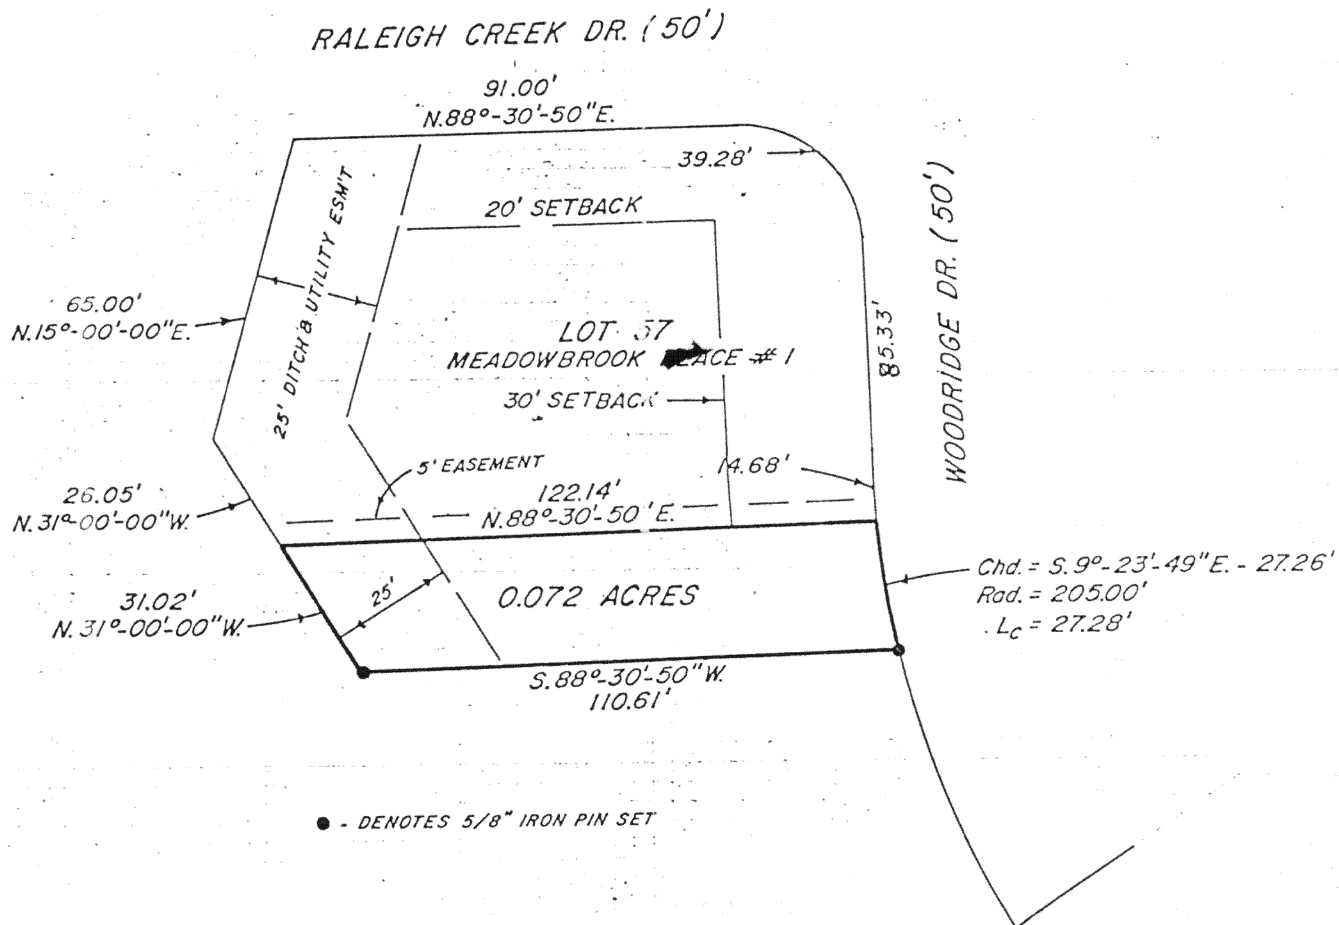 RALEIGH CREEK DR. (50')
91.00'
N.88°-30'-50"E.
39.28'
20' SETBACK
25' DITCH & UTILITY ESM'T
WOODRIDGE DR. (50')
65.00'
N.15°-00'-00"E.
LOT 57
MEADOWBROOK #1
85.33'
30' SETBACK
5' EASEMENT
14.68'
26.05'
N.31°-00'-00"W.
122.14'
N.88°-30'-50"E.
Chd. = S.9°-23'-49"E. - 27.26'
Rad. = 205.00'
Lc = 27.28'
31.02'
N.31°-00'-00"W.
25'
0.072 ACRES
S.88°-30'-50"W.
110.61'
- DENOTES 5/8" IRON PIN SET